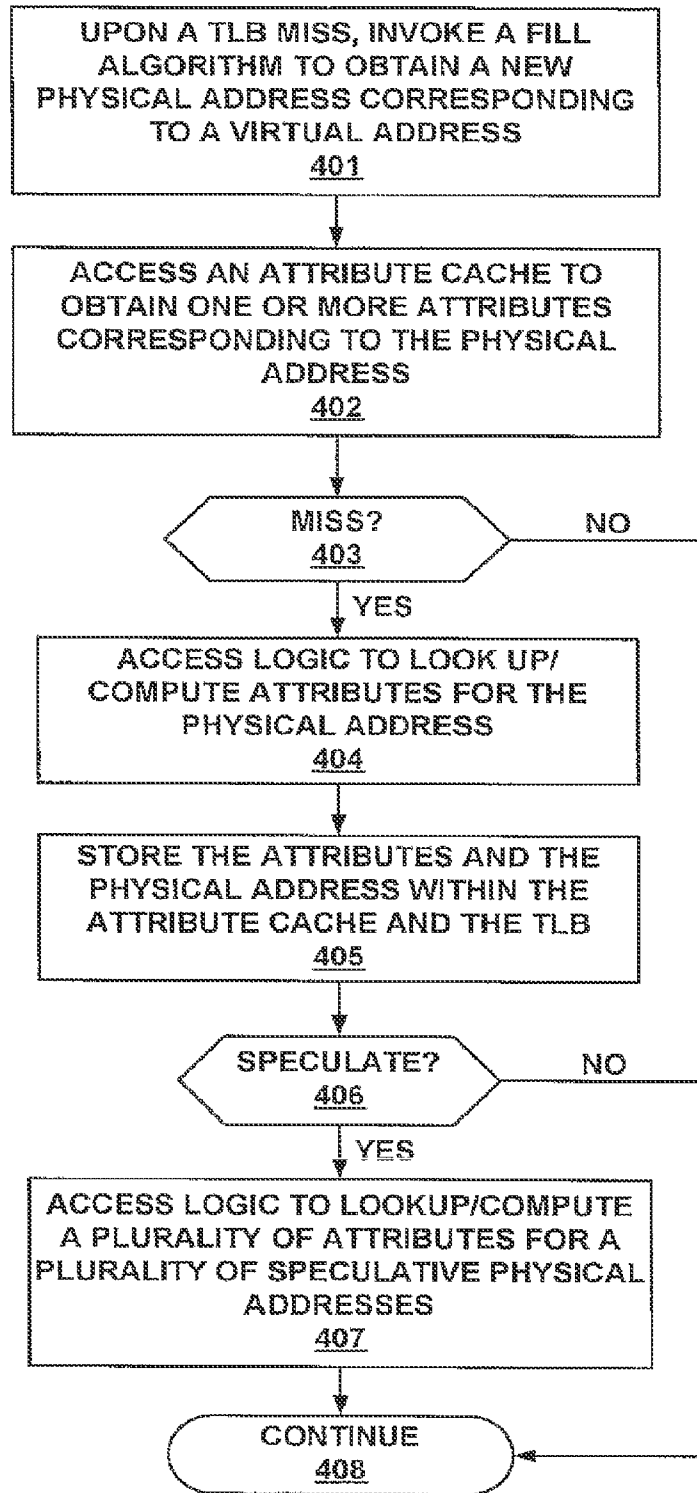 UPON A TLB MISS, INVOKE A FILL
ALGORITHM TO OBTAIN A NEW
PHYSICAL ADDRESS CORRESPONDING
TO A VIRTUAL ADDRESS
401
ACCESS AN ATTRIBUTE CACHE TO
OBTAIN ONE OR MORE ATTRIBUTES
CORRESPONDING TO THE PHYSICAL
ADDRESS
402
MISS?
403
NO
YES
ACCESS LOGIC TO LOOK UP/
COMPUTE ATTRIBUTES FOR THE
PHYSICAL ADDRESS
404
STORE THE ATTRIBUTES AND THE
PHYSICAL ADDRESS WITHIN THE
ATTRIBUTE CACHE AND THE TLB
405
SPECULATE?
406
NO
YES
ACCESS LOGIC TO LOOKUP/COMPUTE
A PLURALITY OF ATTRIBUTES FOR A
PLURALITY OF SPECULATIVE PHYSICAL
ADDRESSES
407
CONTINUE
408